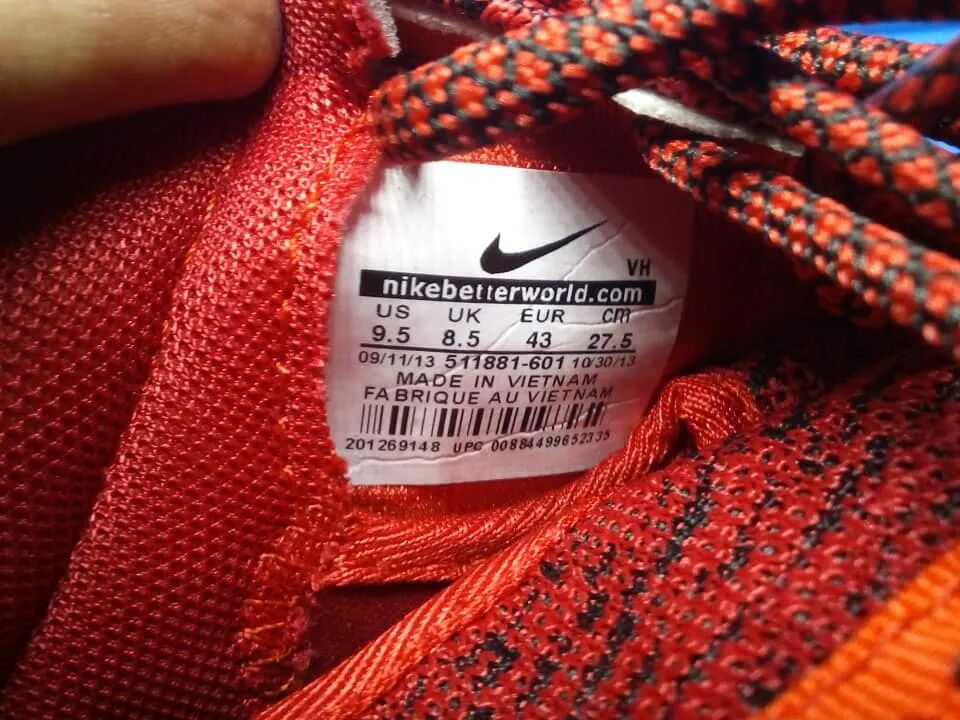 VH
nikebetterworld.com
US UK EUR cm
9.5 8.5 43 27.5
09/11/13 511881-601 10/30/13
MADE IN VIETNAM
FABRIQUE AU VIETNAM
201269148 UPC 00884499652335